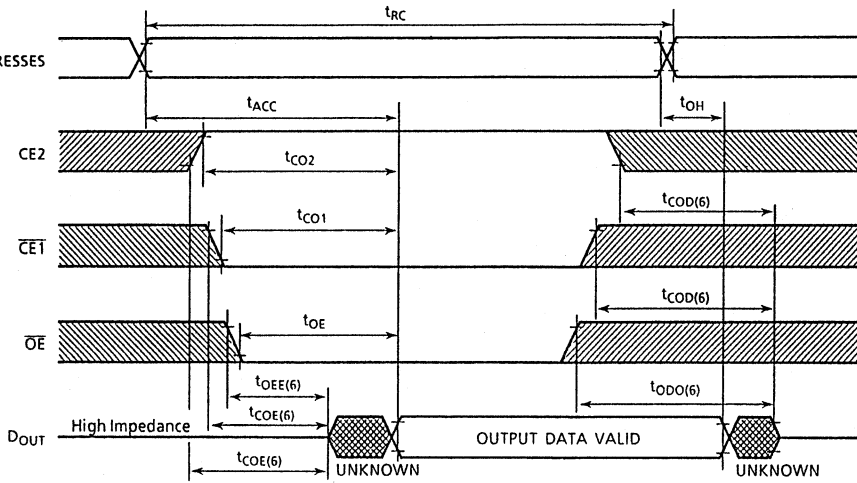 tRC
RESSES
tACC
tOH
CE2
tCO2
tCOD(6)
tCO1
CE1
tCOD(6)
tOE
OE
tOEE(6)
tODO(6)
High Impedance
tCOE(6)
DOUT
OUTPUT DATA VALID
tCOE(6)
UNKNOWN
UNKNOWN